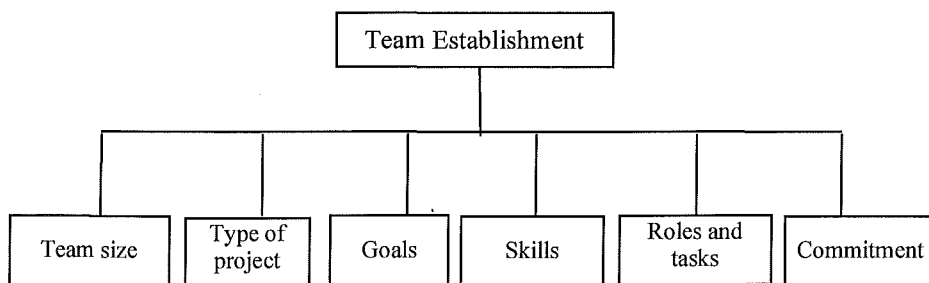 Team Establishment
Team size
Type of
project
Goals
Skills
Roles and
tasks
Commitment